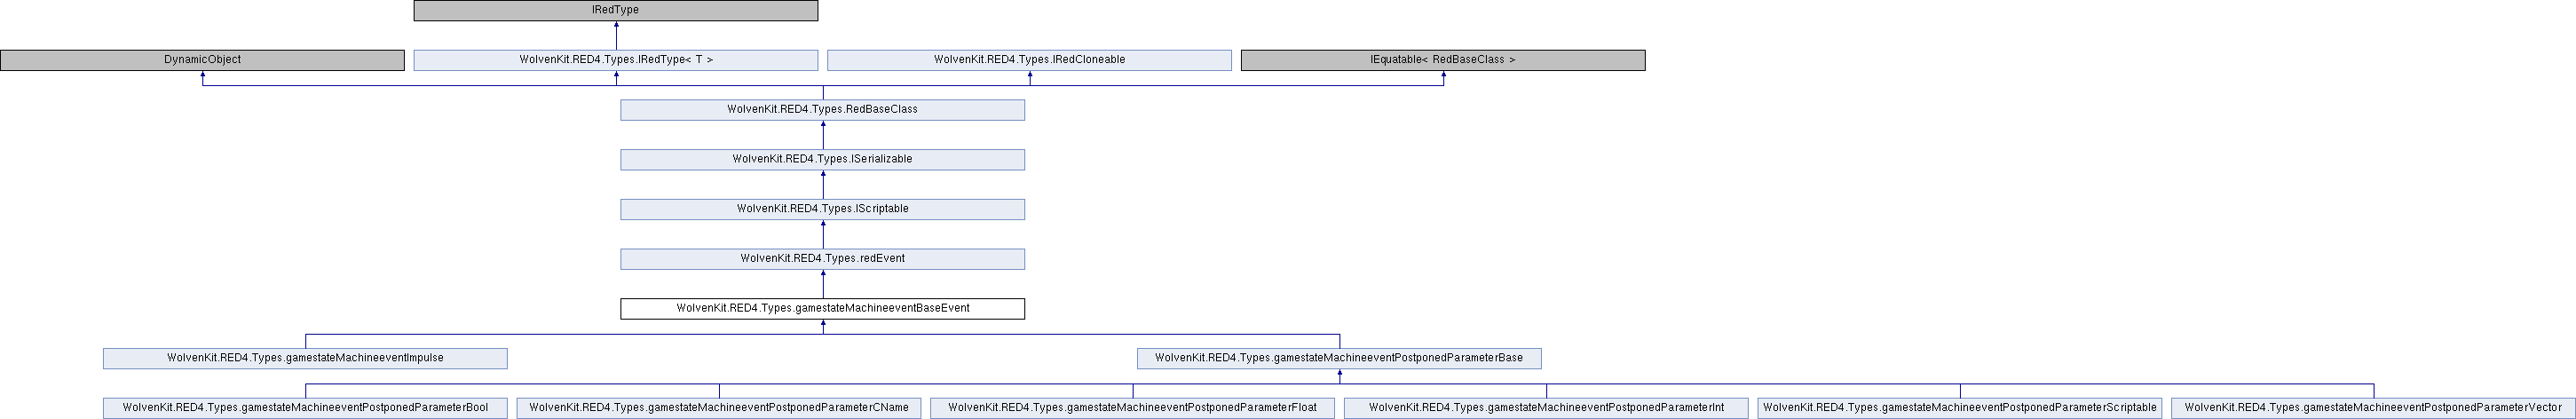 IRedType
DynamicObject
WolvenKit.RED4.Types.IRedType< T >
WolvenKit.RED4.Types.IRedCloneable
IEquatable< RedBaseClass >
WolvenKit.RED4.Types.RedBaseClass
WolvenKit.RED4.Types.ISerializable
WolvenKit.RED4.Types.IScriptable
WolvenKit.RED4.Types.redEvent
WolvenKit.RED4.Types.gamestateMachineeventBaseEvent
WolvenKit.RED4.Types.gamestateMachineeventImpulse
WolvenKit.RED4.Types.gamestateMachineeventPostponedParameterBase
WolvenKit.RED4.Types.gamestateMachineeventPostponedParameterBool
WolvenKit.RED4.Types.gamestateMachineeventPostponedParameterCName
WolvenKit.RED4.Types.gamestateMachineeventPostponedParameterFloat
WolvenKit.RED4.Types.gamestateMachineeventPostponedParameterInt
WolvenKit.RED4.Types.gamestateMachineeventPostponedParameterScriptable
WolvenKit.RED4.Types.gamestateMachineeventPostponedParameterVector